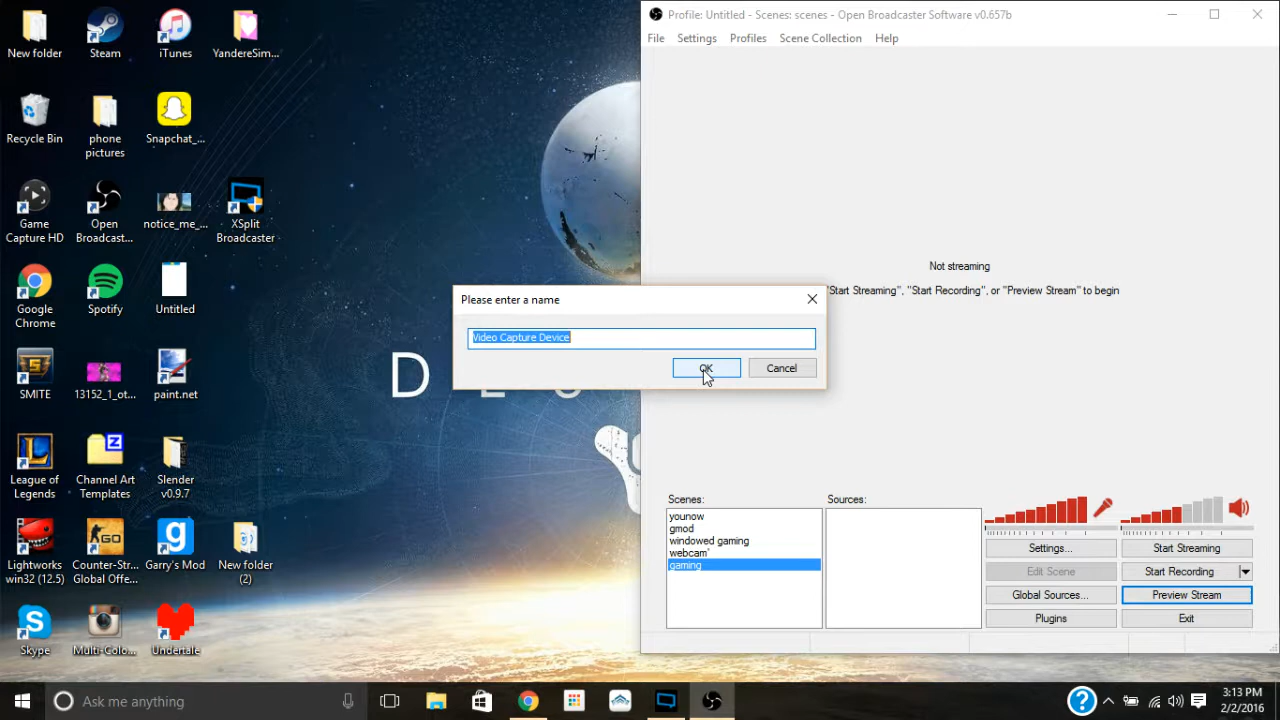 New folder
Steam
iTunes
YandereSim...
Recycle Bin
phone
pictures
Snapchat_...
Game
Capture HD
Open
Broadcast...
notice_me_...
XSplit
Broadcaster
Google
Chrome
Spotify
Untitled
SMITE
13152_1_ot...
paint.net
League of
Legends
Channel Art
Templates
Slender
v0.9.7
Lightworks
win32 (12.5)
Counter-Str...
Global Offe...
Garry's Mod
New folder
(2)
Skype
Multi-Colo...
Undertale
D
Profile: Untitled - Scenes: scenes - Open Broadcaster Software v0.657b
File Settings Profiles Scene Collection Help
Not streaming
"Start Streaming", "Start Recording", or "Preview Stream" to begin
Please enter a name
Video Capture Device
OK Cancel
Scenes:
younow
gmod
windowed gaming
webcam'
gaming
Sources:
Settings... Start Streaming
Edit Scene Start Recording
Global Sources... Preview Stream
Plugins Exit
Ask me anything
3:13 PM
2/2/2016